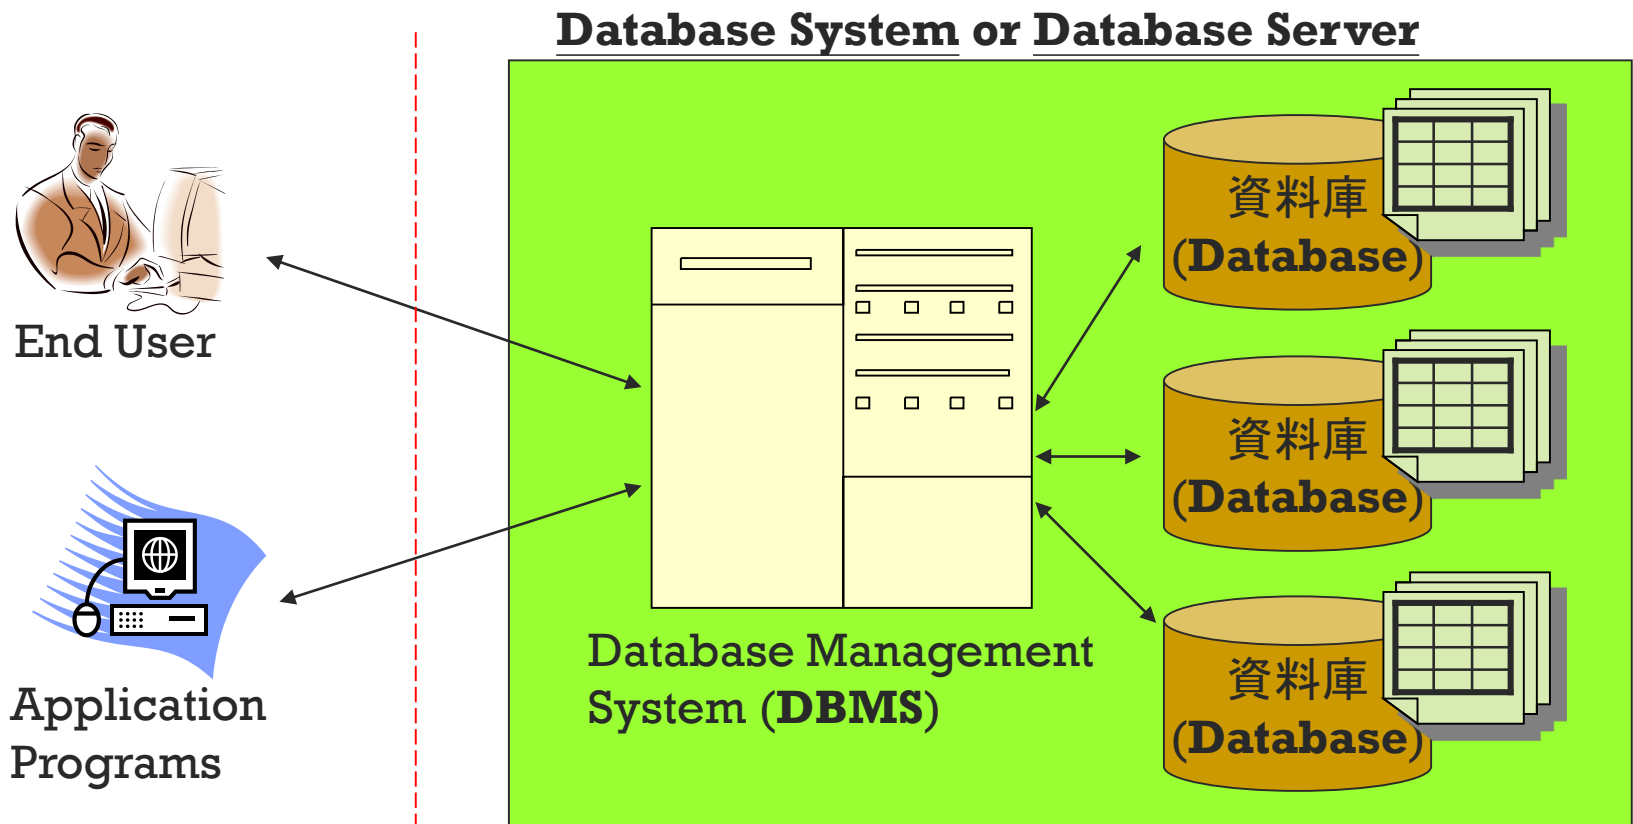 Database System or Database Server
End User
Application
Programs
Database Management
System (DBMS)
資料庫
(Database)
資料庫
(Database)
資料庫
(Database)